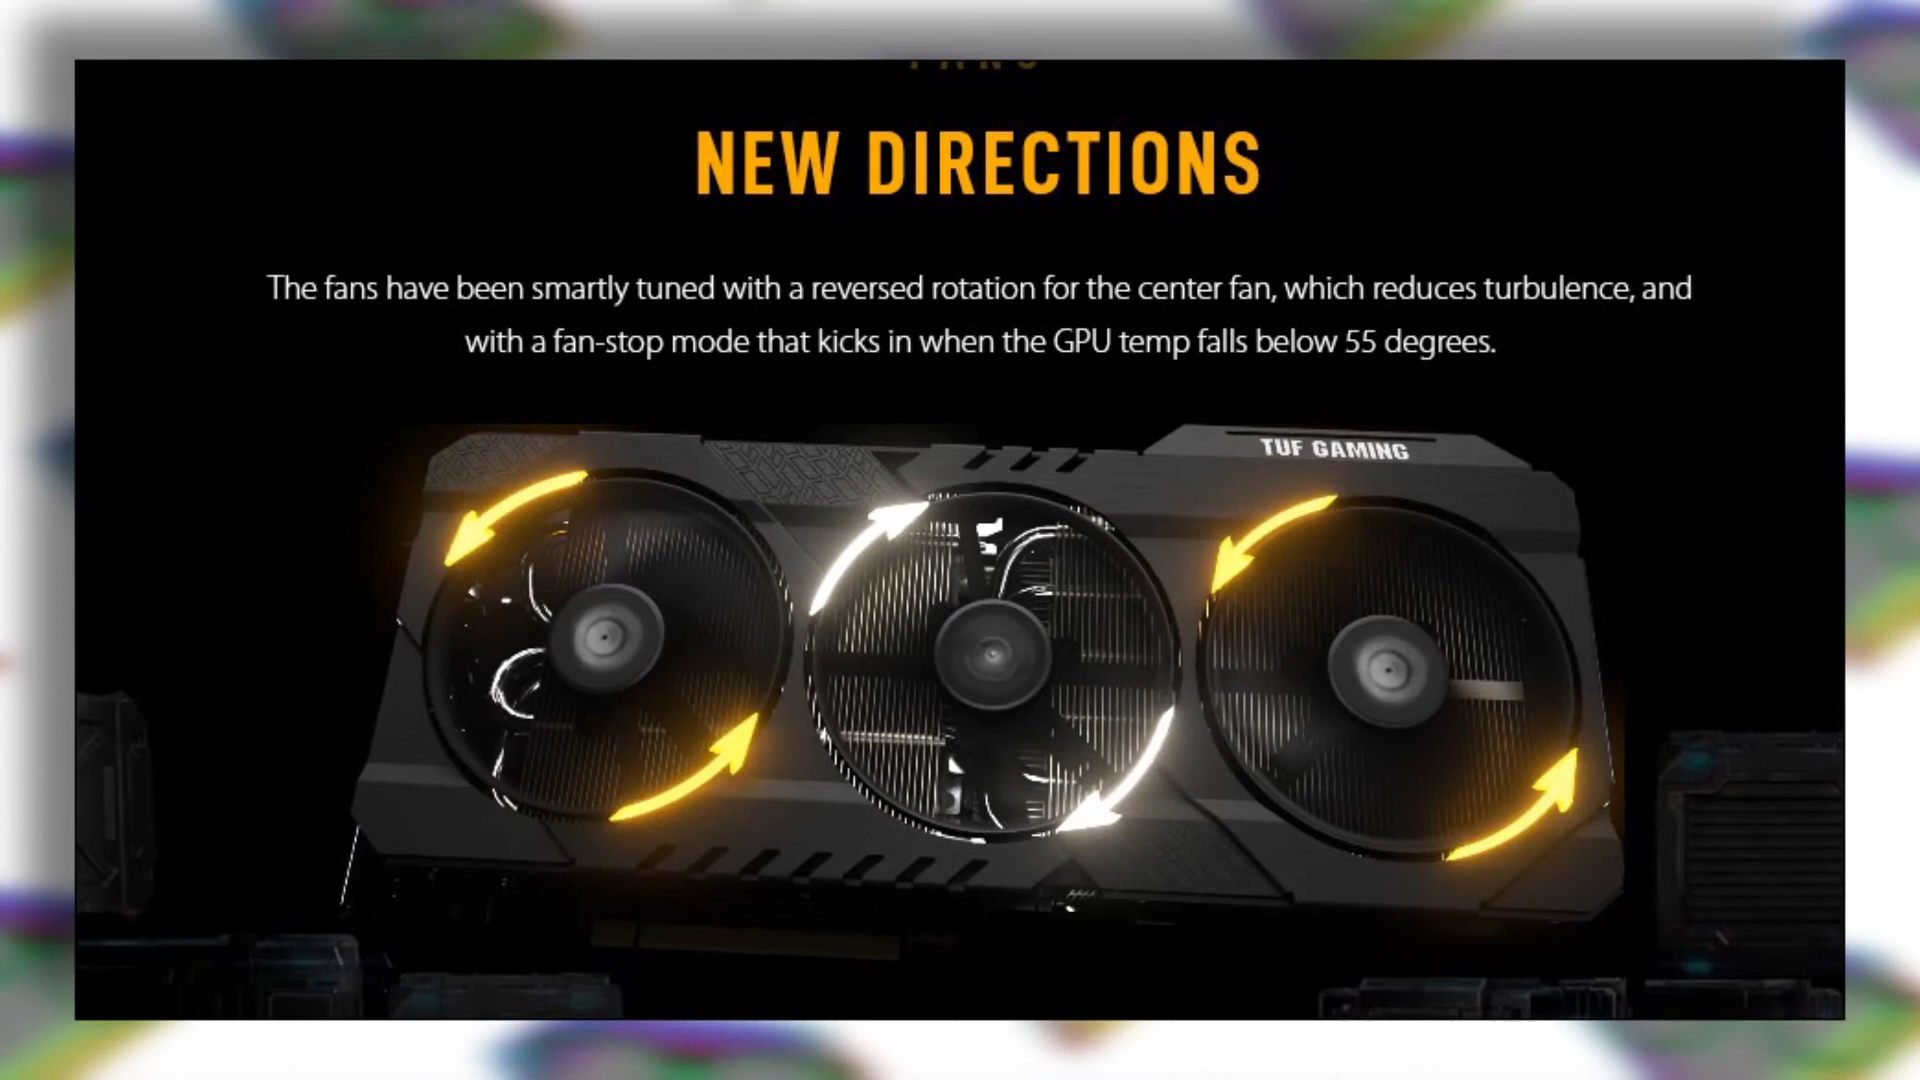 NEW DIRECTIONS
The fans have been smartly tuned with a reversed rotation for the center fan, which reduces turbulence, and
with a fan-stop mode that kicks in when the GPU temp falls below 55 degrees.
TUF GAMING